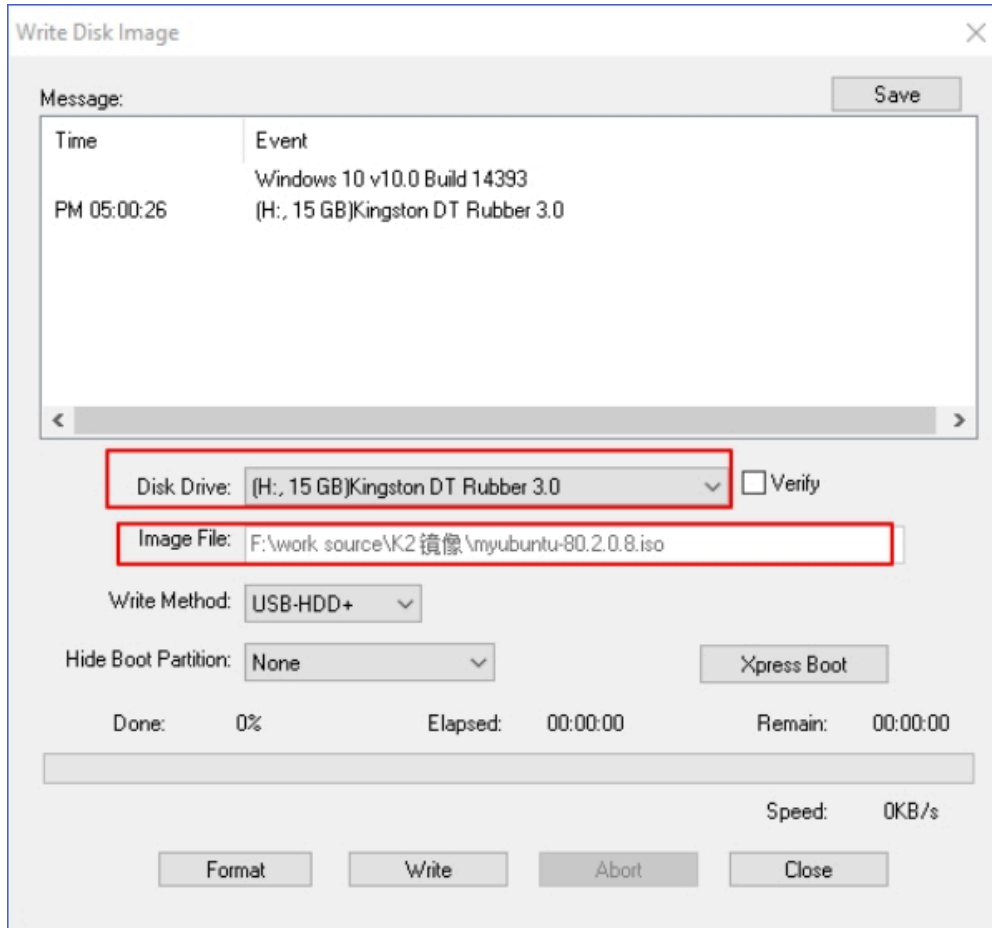 Write Disk Image
Message:
Save
Time Event
Windows 10 v10.0 Build 14393
PM 05:00:26 (H:, 15 GB)Kingston DT Rubber 3.0
Disk Drive: (H:, 15 GB)Kingston DT Rubber 3.0 Verify
Image File: F:\work source\K2 镜像\myubuntu-80.2.0.8.iso
Write Method: USB-HDD+
Hide Boot Partition: None Xpress Boot
Done: 0% Elapsed: 00:00:00 Remain: 00:00:00
Speed: 0KB/s
Format Write Abort Close